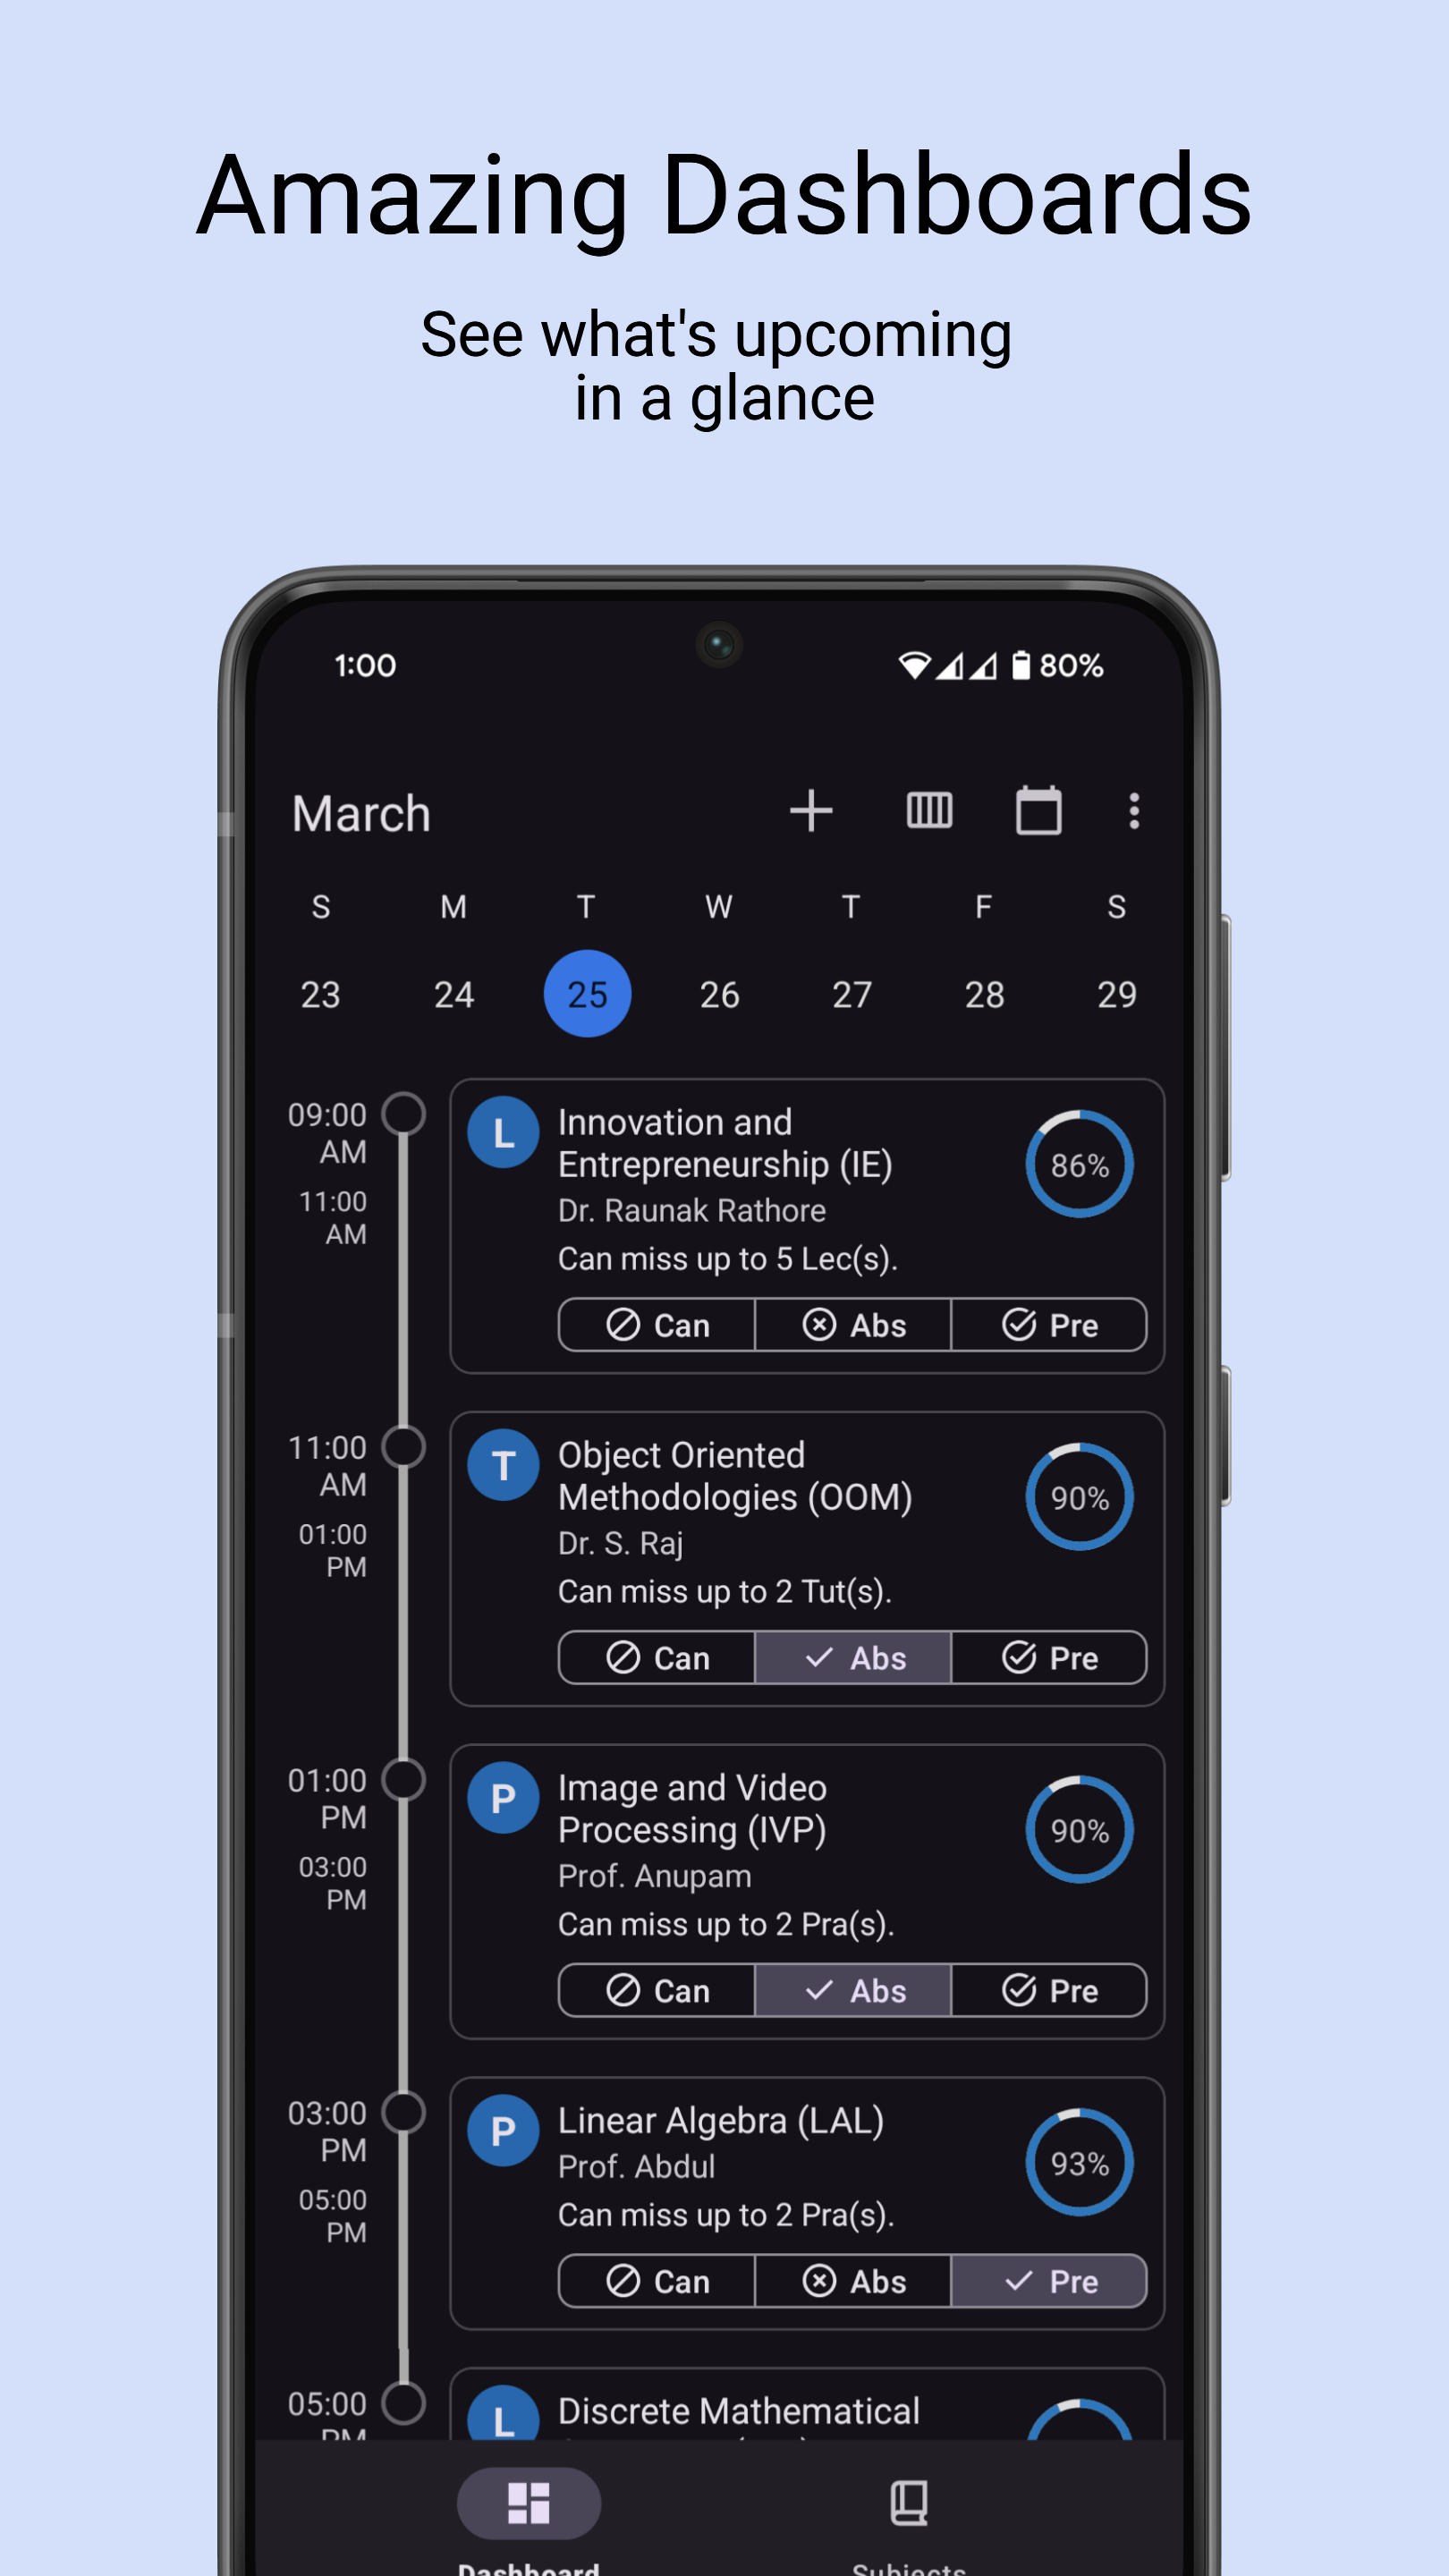 Amazing Dashboards
See what's upcoming
in a glance
1:00
80%
March
S M T W T F S
23 24 25 26 27 28 29
09:00
AM
11:00
AM
L
Innovation and
Entrepreneurship (IE)
Dr. Raunak Rathore
Can miss up to 5 Lec(s).
86%
Can Abs Pre
11:00
AM
01:00
PM
T
Object Oriented
Methodologies (OOM)
Dr. S. Raj
Can miss up to 2 Tut(s).
90%
Can Abs Pre
01:00
PM
03:00
PM
P
Image and Video
Processing (IVP)
Prof. Anupam
Can miss up to 2 Pra(s).
90%
Can Abs Pre
03:00
PM
05:00
PM
P
Linear Algebra (LAL)
Prof. Abdul
Can miss up to 2 Pra(s).
93%
Can Abs Pre
05:00
PM
L
Discrete Mathematical
Dashboard Subjects